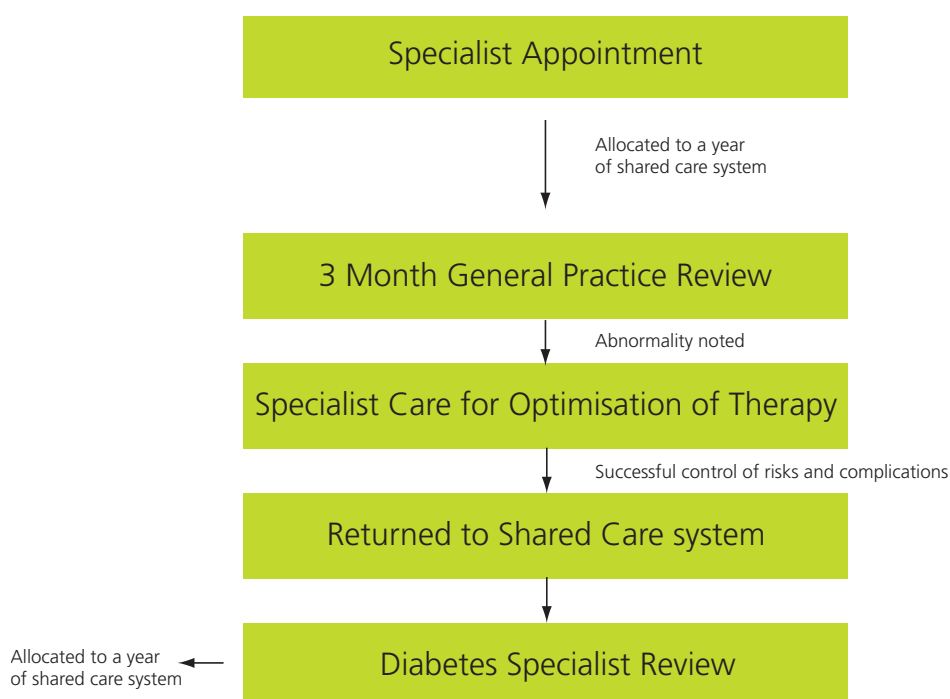 Specialist Appointment
Allocated to a year
of shared care system
3 Month General Practice Review
Abnormality noted
Specialist Care for Optimisation of Therapy
Successful control of risks and complications
Returned to Shared Care system
Diabetes Specialist Review
Allocated to a year
of shared care system